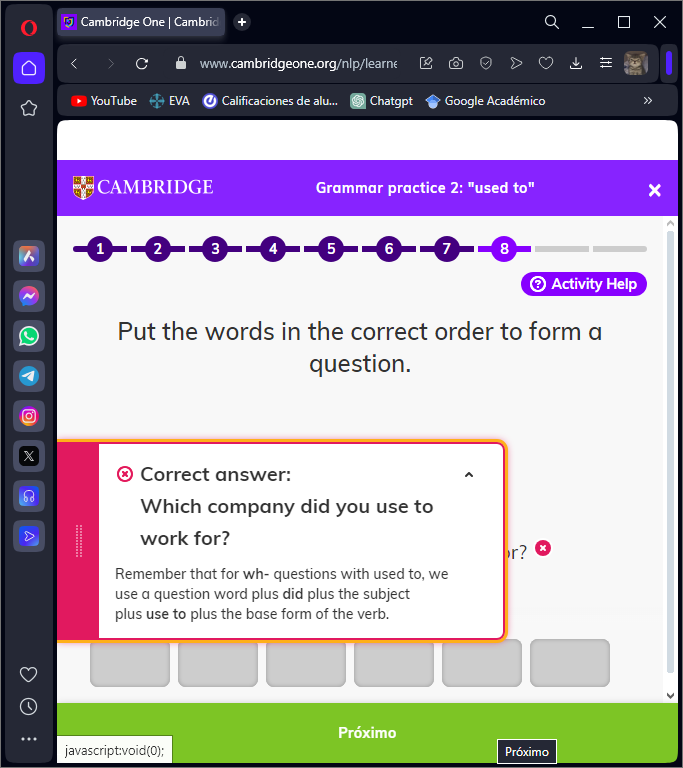 Cambridge One | Cambrid
www.cambridgeone.org/nlp/learne
YouTube
EVA
Calificaciones de alu...
Chatgpt
Google Académico
CAMBRIDGE
Grammar practice 2: "used to"
1 2 3 4 5 6 7 8
Activity Help
Put the words in the correct order to form a
question.
Correct answer:
Which company did you use to
work for?
or?
Remember that for wh- questions with used to, we
use a question word plus did plus the subject
plus use to plus the base form of the verb.
Próximo
javascript:void(0);
Próximo